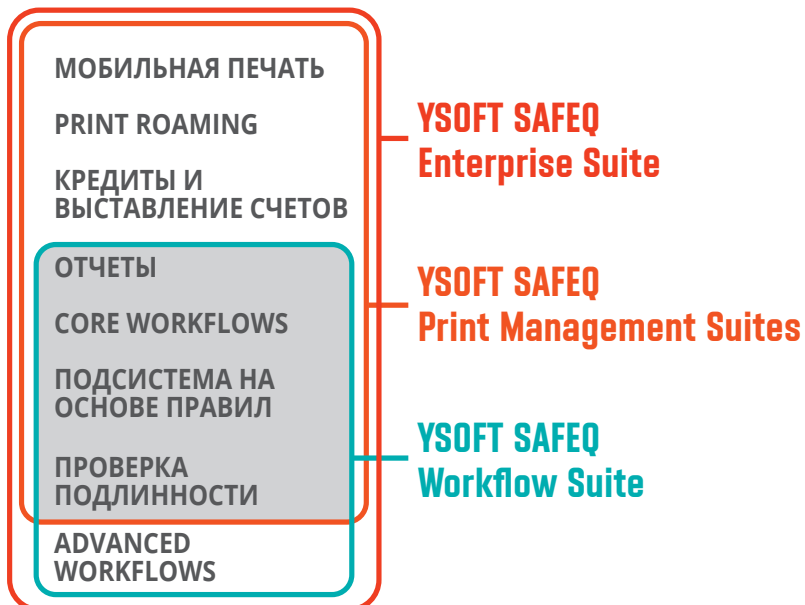 МОБИЛЬНАЯ ПЕЧАТЬ
PRINT ROAMING
КРЕДИТЫ И
ВЫСТАВЛЕНИЕ СЧЕТОВ
ОТЧЕТЫ
CORE WORKFLOWS
ПОДСИСТЕМА НА
ОСНОВЕ ПРАВИЛ
ПРОВЕРКА
ПОДЛИННОСТИ
ADVANCED
WORKFLOWS
YSOFT SAFEQ
Enterprise Suite
YSOFT SAFEQ
Print Management Suites
YSOFT SAFEQ
Workflow Suite